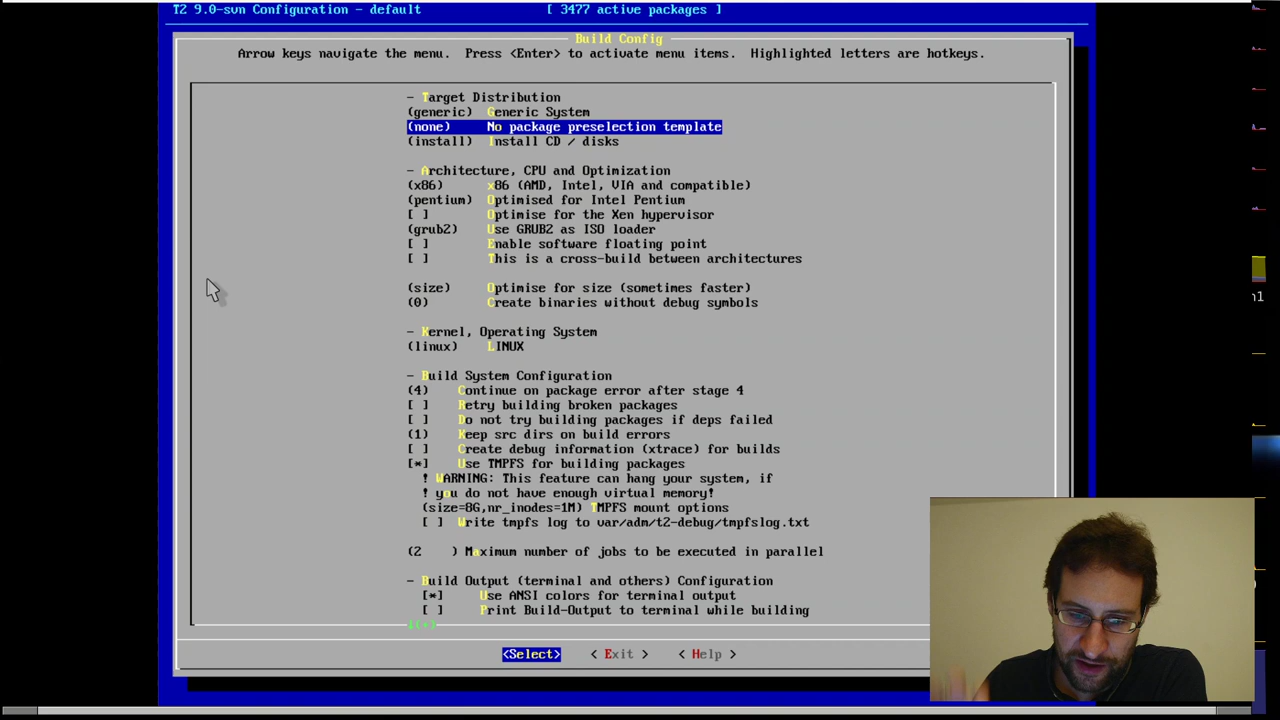 T2 9.0-svn Configuration - default [ 3477 active packages ]
Build Config
Arrow keys navigate the menu. Press <Enter> to activate menu items. Highlighted letters are hotkeys.
- Target Distribution
(generic) Generic System
(none) No package preselection template
(install) Install CD / disks
- Architecture, CPU and Optimization
(x86) x86 (AMD, Intel, VIA and compatible)
(pentium) Optimised for Intel Pentium
[ ] Optimise for the Xen hypervisor
(grub2) Use GRUB2 as ISO loader
[ ] Enable software floating point
[ ] This is a cross-build between architectures
(size) Optimise for size (sometimes faster)
(0) Create binaries without debug symbols
- Kernel, Operating System
(linux) LINUX
- Build System Configuration
(4) Continue on package error after stage 4
[ ] Retry building broken packages
[ ] Do not try building packages if deps failed
(1) Keep src dirs on build errors
[ ] Create debug information (xtrace) for builds
[*] Use TMPFS for building packages
! WARNING: This feature can hang your system, if
! you do not have enough virtual memory!
(size=8G,nr_inodes=1M) TMPFS mount options
[ ] Write tmpfs log to var/adm/t2-debug/tmpfslog.txt
(2 ) Maximum number of jobs to be executed in parallel
- Build Output (terminal and others) Configuration
[*] Use ANSI colors for terminal output
[ ] Print Build-Output to terminal while building
↓(+)
<Select> < Exit > < Help >